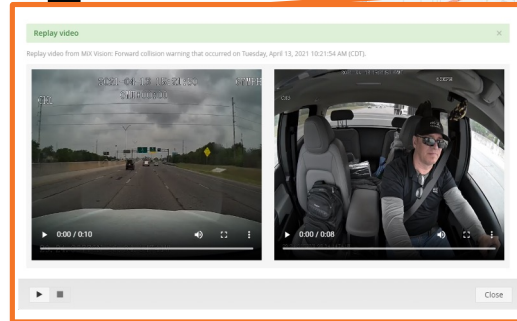 Replay video
×
Replay video from MiX Vision: Forward collision warning that occurred on Tuesday, April 13, 2021 10:21:54 AM (CDT).
CH1
0:00 / 0:10
0:00 / 0:08
Close